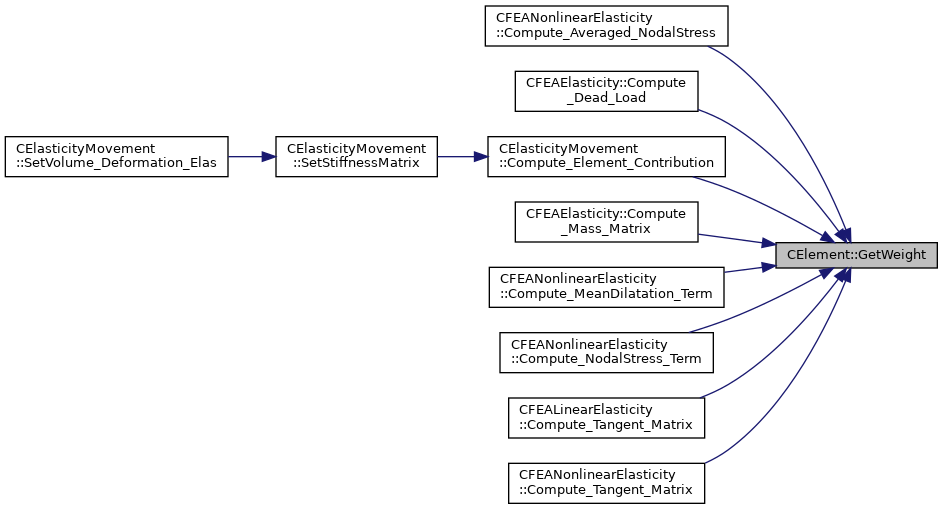 CFEANonlinearElasticity
::Compute_Averaged_NodalStress
CFEAElasticity::Compute
_Dead_Load
CElasticityMovement
::SetVolume_Deformation_Elas
CElasticityMovement
::SetStiffnessMatrix
CElasticityMovement
::Compute_Element_Contribution
CFEAElasticity::Compute
_Mass_Matrix
CElement::GetWeight
CFEANonlinearElasticity
::Compute_MeanDilatation_Term
CFEANonlinearElasticity
::Compute_NodalStress_Term
CFEALinearElasticity
::Compute_Tangent_Matrix
CFEANonlinearElasticity
::Compute_Tangent_Matrix